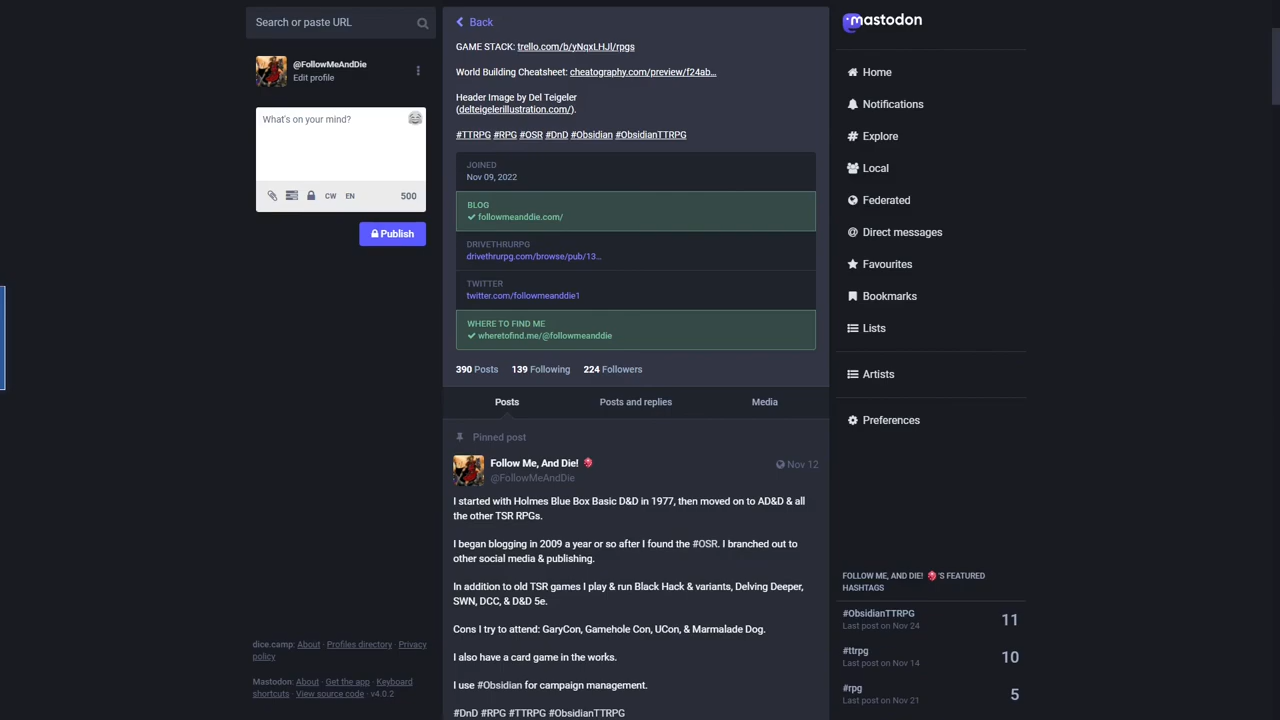 Search or paste URL
@FollowMeAndDie
Edit profile
What's on your mind?
CW EN 500
Publish
dice.camp: About · Profiles directory · Privacy
policy
Mastodon: About · Get the app · Keyboard
shortcuts · View source code · v4.0.2
Back
GAME STACK: trello.com/b/yNqxLHJl/rpgs
World Building Cheatsheet: cheatography.com/preview/f24ab...
Header Image by Del Teigeler
(delteigelerillustration.com/).
#TTRPG #RPG #OSR #DnD #Obsidian #ObsidianTTRPG
JOINED
Nov 09, 2022
BLOG
followmeanddie.com/
DRIVETHRURPG
drivethrurpg.com/browse/pub/13...
TWITTER
twitter.com/followmeanddie1
WHERE TO FIND ME
wheretofind.me/@followmeanddie
390 Posts 139 Following 224 Followers
Posts Posts and replies Media
Pinned post
Follow Me, And Die! Nov 12
@FollowMeAndDie
I started with Holmes Blue Box Basic D&D in 1977, then moved on to AD&D & all
the other TSR RPGs.
I began blogging in 2009 a year or so after I found the #OSR. I branched out to
other social media & publishing.
In addition to old TSR games I play & run Black Hack & variants, Delving Deeper,
SWN, DCC, & D&D 5e.
Cons I try to attend: GaryCon, Gamehole Con, UCon, & Marmalade Dog.
I also have a card game in the works.
I use #Obsidian for campaign management.
#DnD #RPG #TTRPG #ObsidianTTRPG
mastodon
Home
Notifications
Explore
Local
Federated
Direct messages
Favourites
Bookmarks
Lists
Artists
Preferences
FOLLOW ME, AND DIE! 'S FEATURED
HASHTAGS
#ObsidianTTRPG
Last post on Nov 24
11
#ttrpg
Last post on Nov 14
10
#rpg
Last post on Nov 21
5